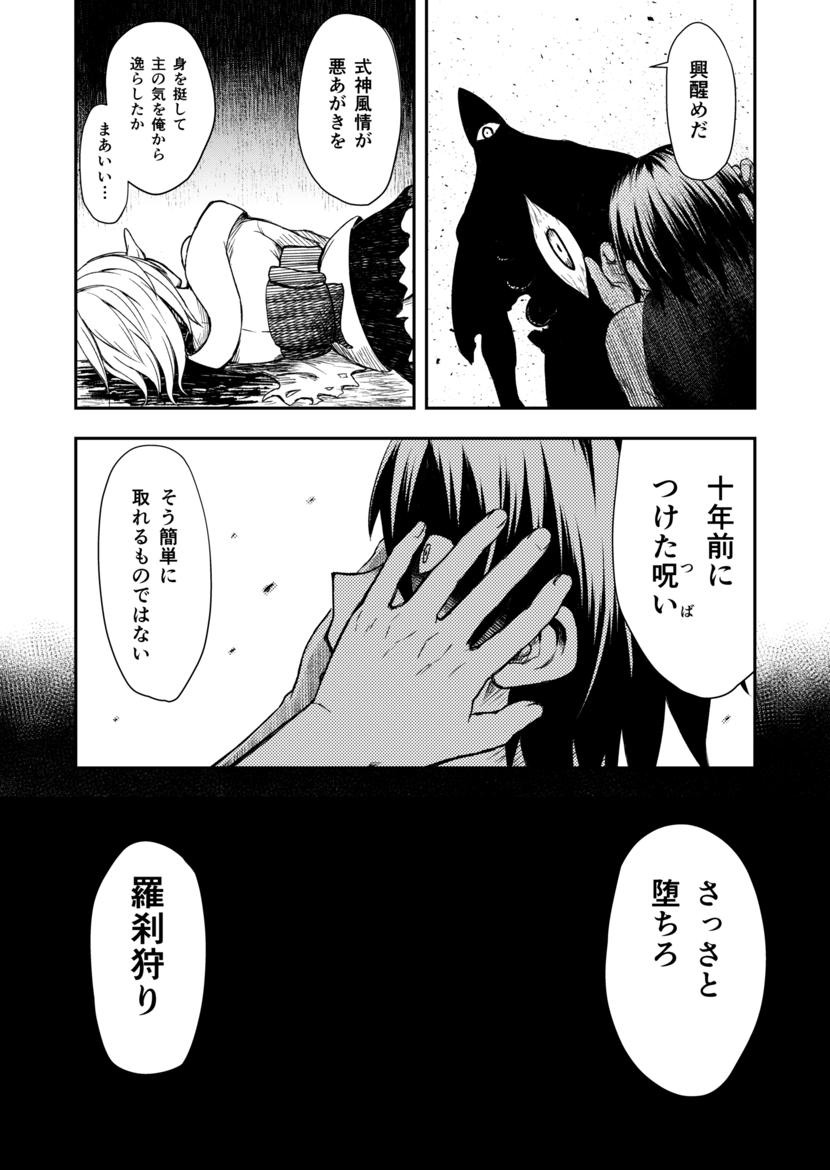 興醒めだ
式神風情が
悪あがきを
身を挺して
主の気を俺から
逸らしたか
まあいい…
十年前に
つけた呪い
つば
そう簡単に
取れるものではない
さっさと
堕ちろ
羅刹狩り